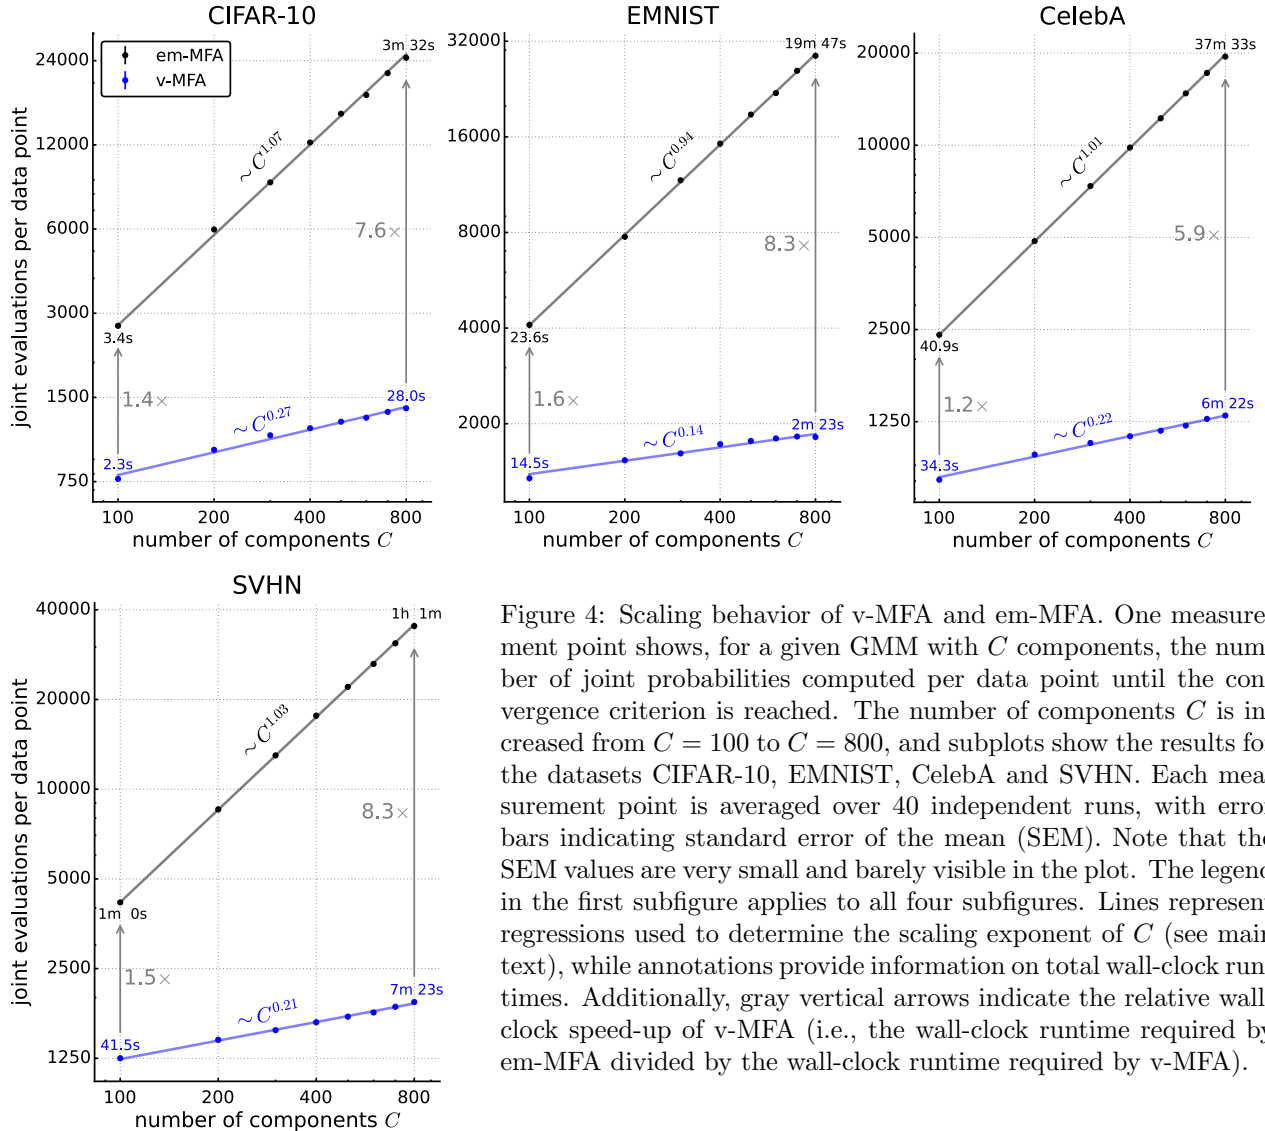 CIFAR-10
joint evaluations per data point
24000
12000
6000
3000
1500
750
em-MFA
v-MFA
3m 32s
~ C^1.07
7.6×
3.4s
1.4×
28.0s
~ C^0.27
2.3s
100 200 400 800
number of components C
EMNIST
32000
16000
8000
4000
2000
19m 47s
~ C^0.94
8.3×
23.6s
1.6×
2m 23s
~ C^0.14
14.5s
100 200 400 800
number of components C
CelebA
20000
10000
5000
2500
1250
37m 33s
~ C^1.01
5.9×
40.9s
1.2×
6m 22s
~ C^0.22
34.3s
100 200 400 800
number of components C
SVHN
joint evaluations per data point
40000
20000
10000
5000
2500
1250
1h 1m
~ C^1.03
8.3×
1m 0s
1.5×
7m 23s
~ C^0.21
41.5s
100 200 400 800
number of components C
Figure 4: Scaling behavior of v-MFA and em-MFA. One measure
ment point shows, for a given GMM with C components, the num
ber of joint probabilities computed per data point until the con
vergence criterion is reached. The number of components C is in
creased from C = 100 to C = 800, and subplots show the results for
the datasets CIFAR-10, EMNIST, CelebA and SVHN. Each mea
surement point is averaged over 40 independent runs, with error
bars indicating standard error of the mean (SEM). Note that the
SEM values are very small and barely visible in the plot. The legend
in the first subfigure applies to all four subfigures. Lines represent
regressions used to determine the scaling exponent of C (see main
text), while annotations provide information on total wall-clock run
times. Additionally, gray vertical arrows indicate the relative wall
clock speed-up of v-MFA (i.e., the wall-clock runtime required by
em-MFA divided by the wall-clock runtime required by v-MFA).